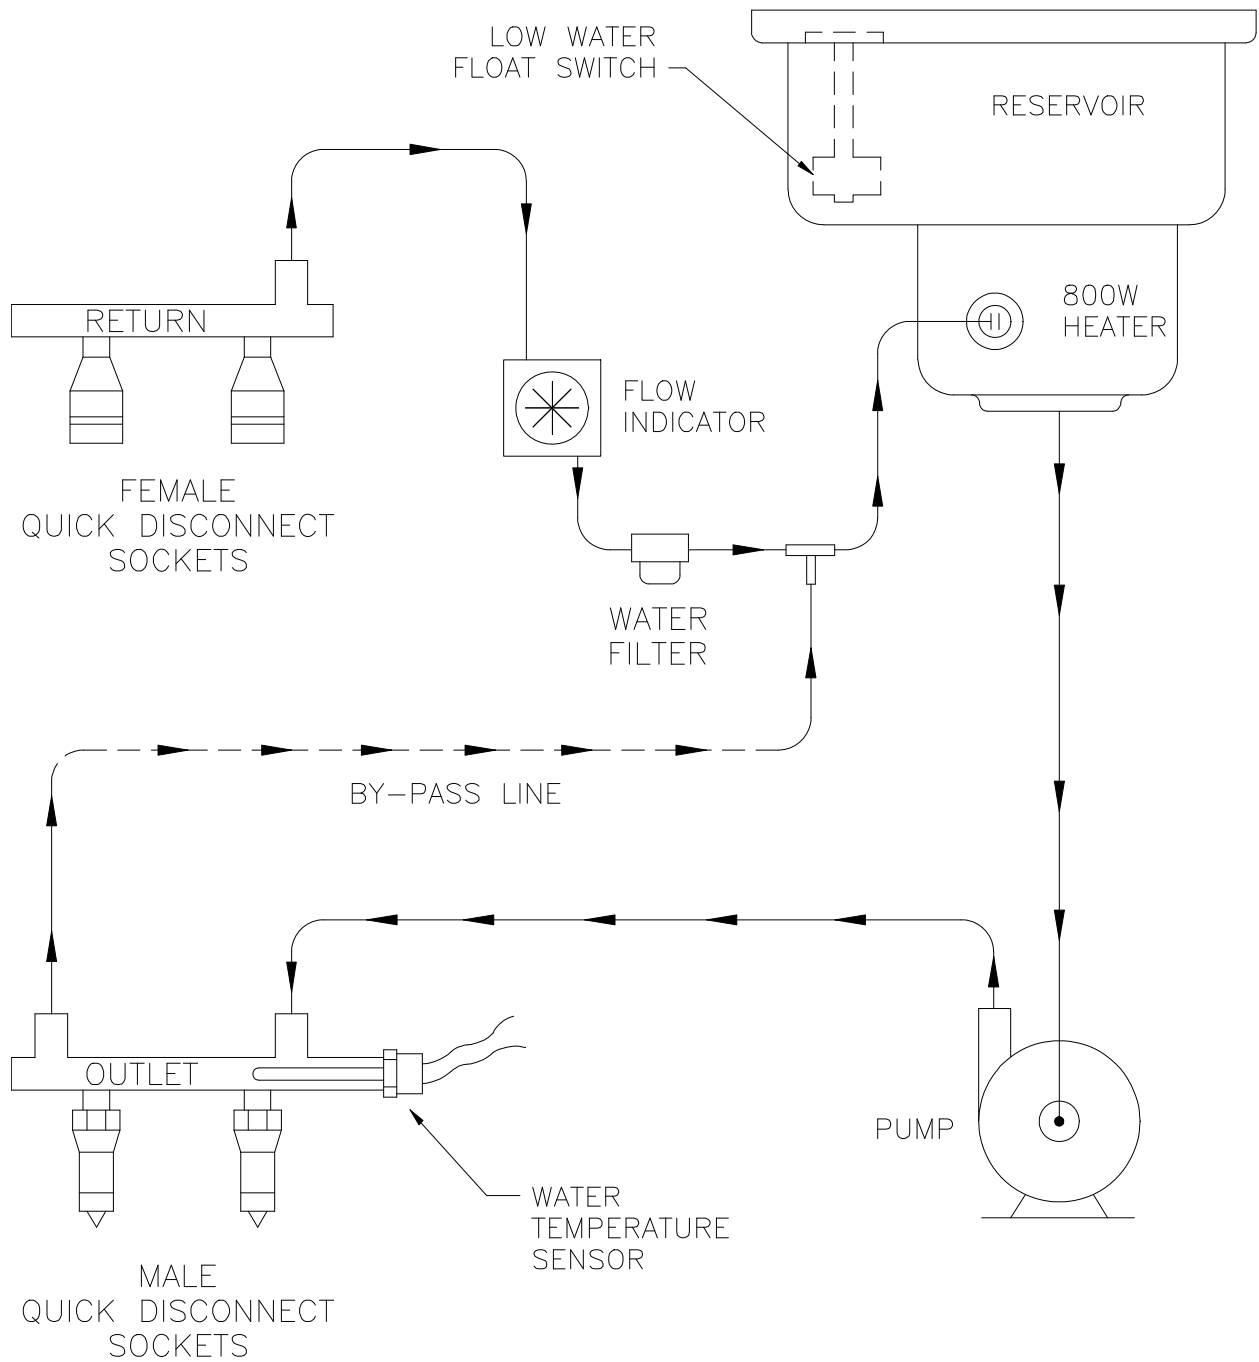 LOW WATER
FLOAT SWITCH
RESERVOIR
RETURN
800W
HEATER
FLOW
INDICATOR
FEMALE
QUICK DISCONNECT
SOCKETS
WATER
FILTER
BY-PASS LINE
OUTLET
PUMP
WATER
TEMPERATURE
SENSOR
MALE
QUICK DISCONNECT
SOCKETS